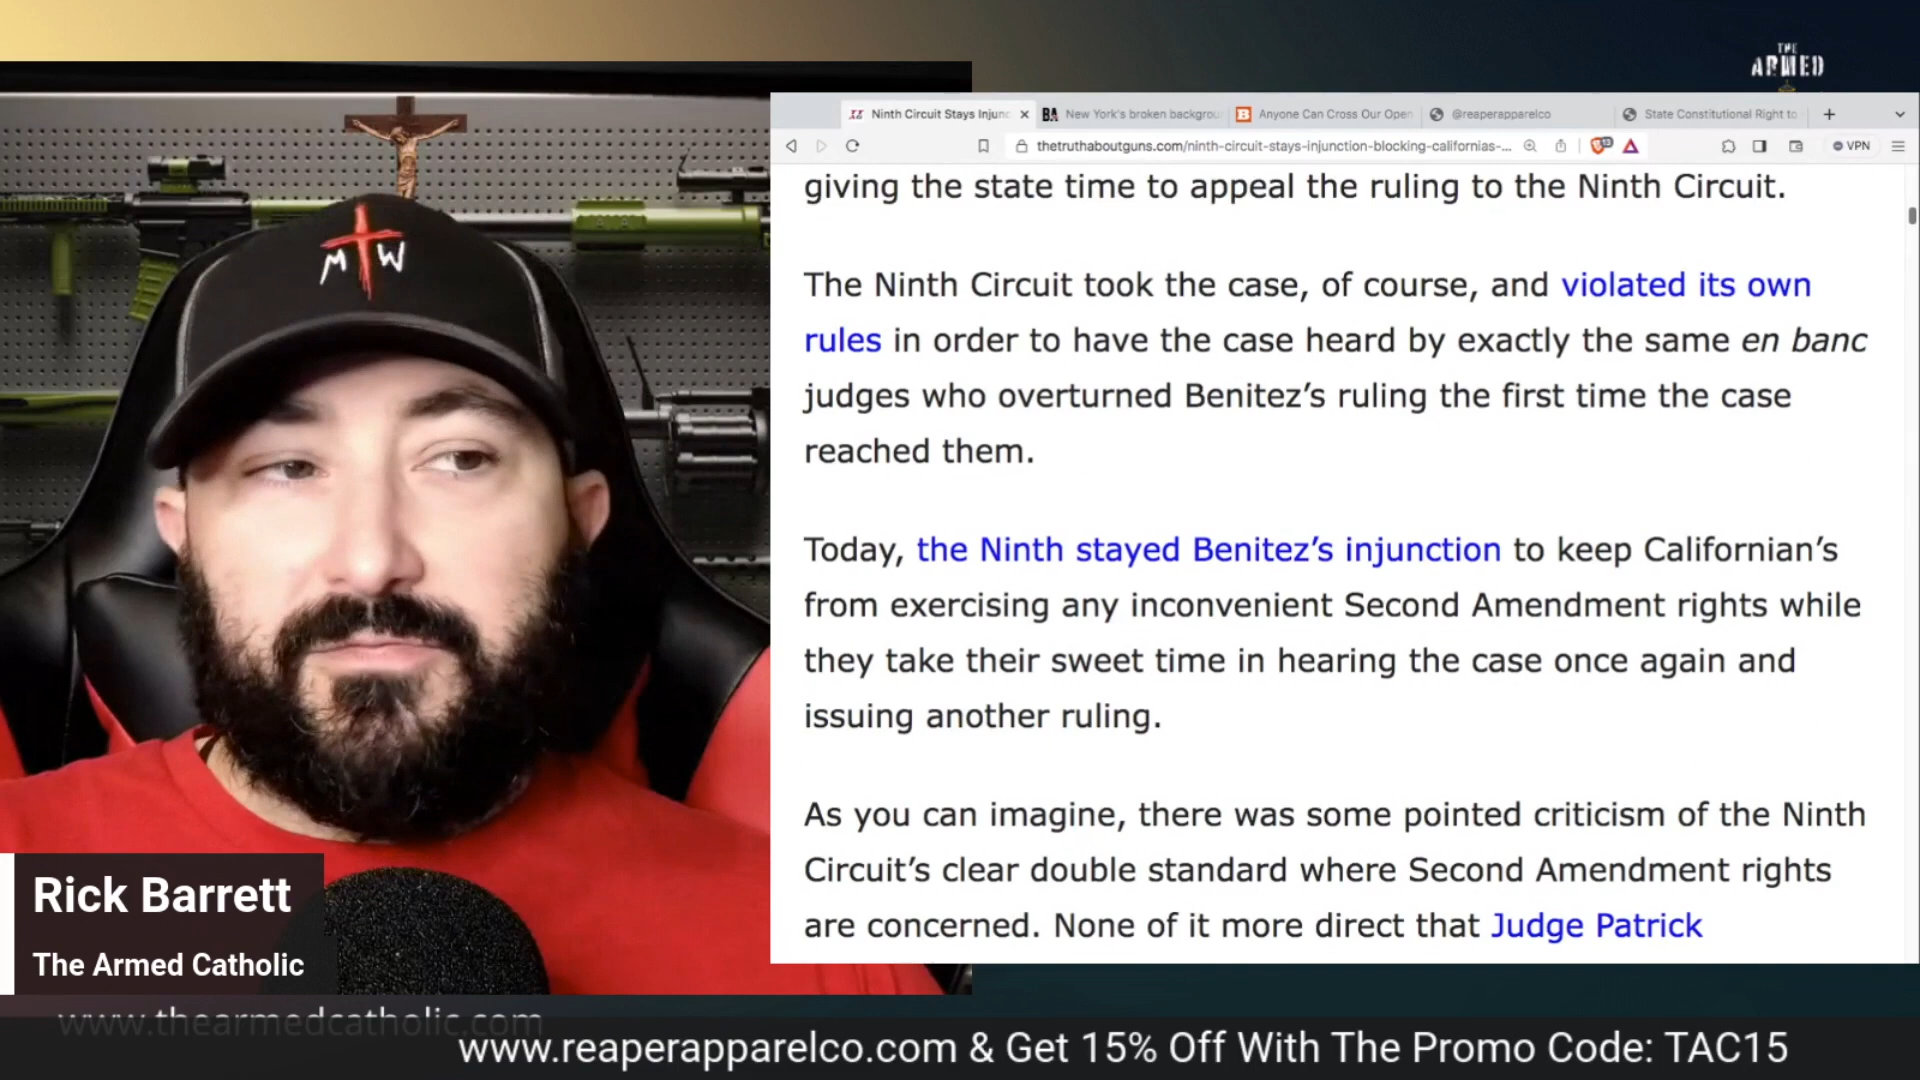 THE
ARMED
Ninth Circuit Stays Injunc
BA New York's broken backgrou
B Anyone Can Cross Our Open
@reaperapparelco
State Constitutional Right to
thetruthaboutguns.com/ninth-circuit-stays-injunction-blocking-californias-...
VPN
giving the state time to appeal the ruling to the Ninth Circuit.
The Ninth Circuit took the case, of course, and violated its own
rules in order to have the case heard by exactly the same en banc
judges who overturned Benitez’s ruling the first time the case
reached them.
Today, the Ninth stayed Benitez’s injunction to keep Californian’s
from exercising any inconvenient Second Amendment rights while
they take their sweet time in hearing the case once again and
issuing another ruling.
As you can imagine, there was some pointed criticism of the Ninth
Circuit’s clear double standard where Second Amendment rights
are concerned. None of it more direct that Judge Patrick
M W
Rick Barrett
The Armed Catholic
www.thearmedcatholic.com
www.reaperapparelco.com & Get 15% Off With The Promo Code: TAC15